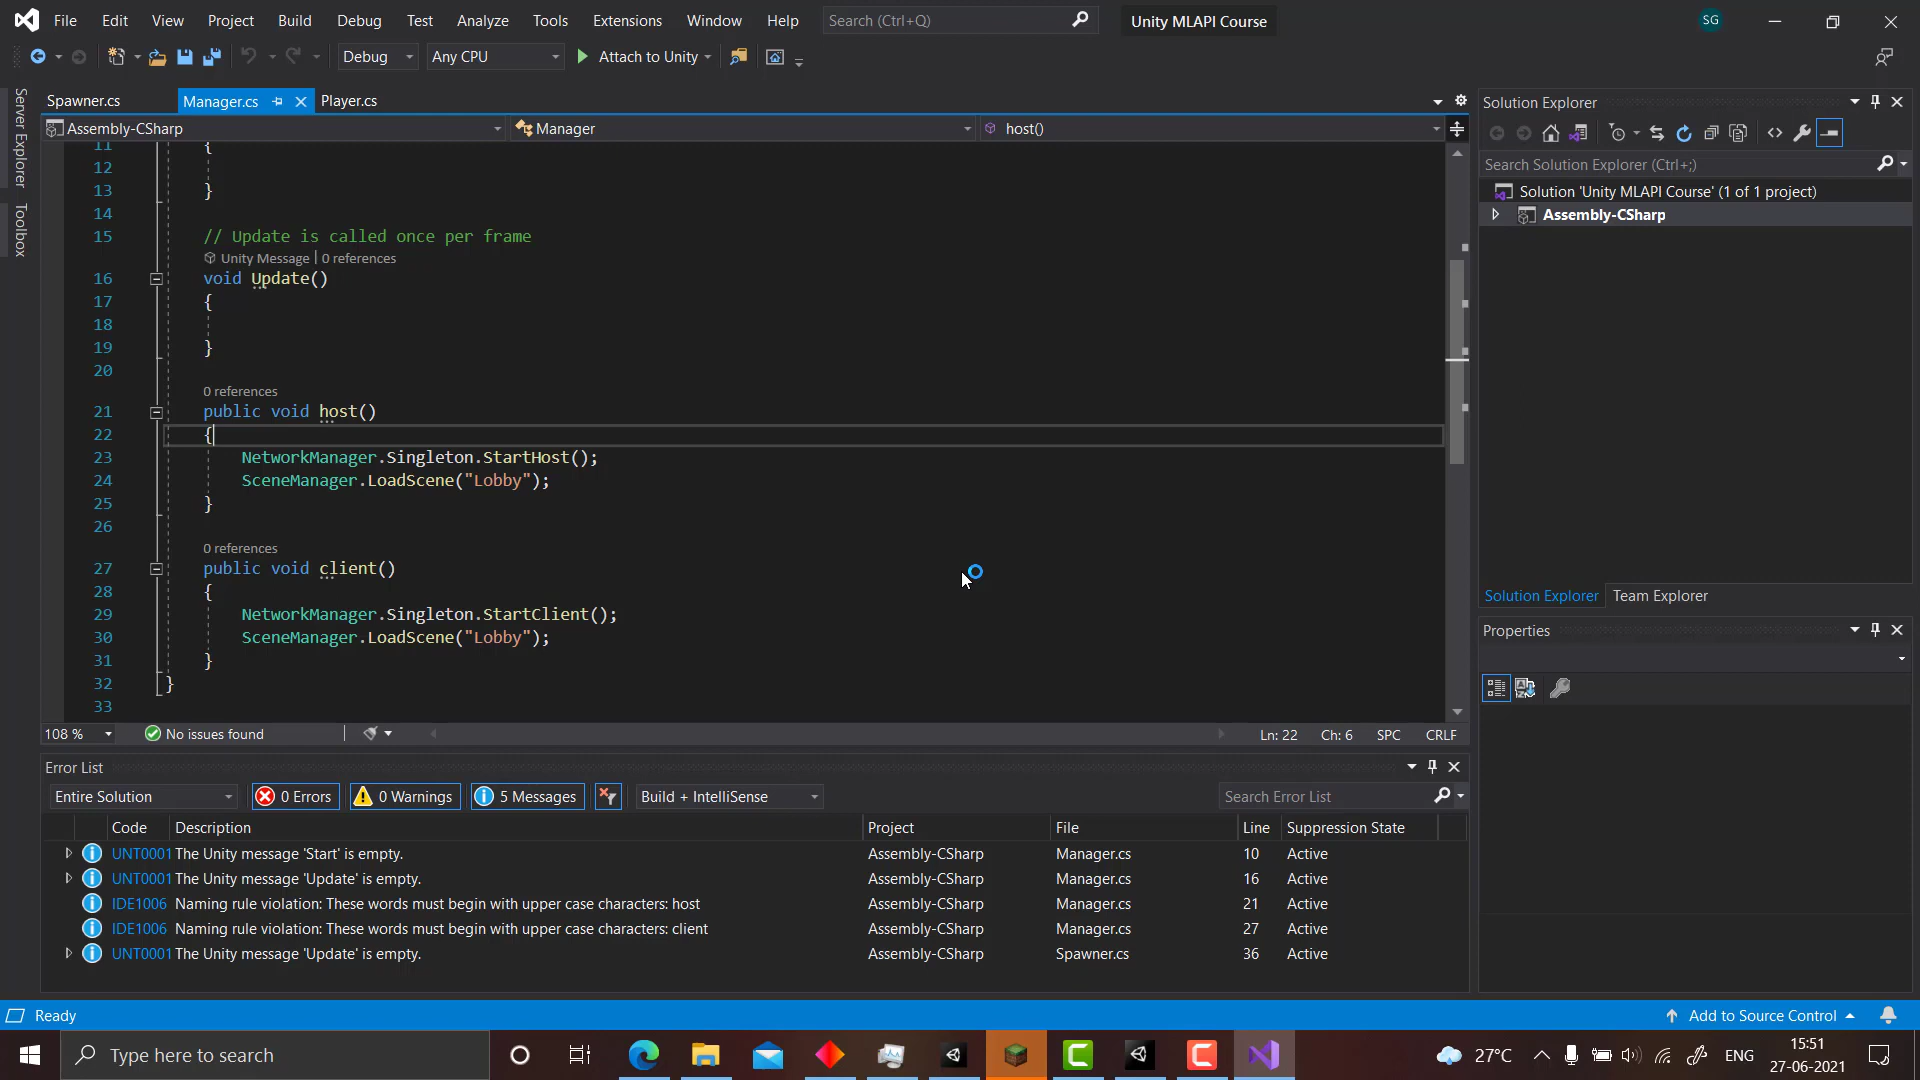 File Edit View Project Build Debug Test Analyze Tools Extensions Window Help Search (Ctrl+Q) Unity MLAPI Course SG
Debug Any CPU Attach to Unity
Server Explorer
Toolbox
Spawner.cs Manager.cs Player.cs
Assembly-CSharp Manager host()
11 {
12
13 }
14
15 // Update is called once per frame
Unity Message | 0 references
16 void Update()
17 {
18
19 }
20
0 references
21 public void host()
22 {
23 NetworkManager.Singleton.StartHost();
24 SceneManager.LoadScene("Lobby");
25 }
26
0 references
27 public void client()
28 {
29 NetworkManager.Singleton.StartClient();
30 SceneManager.LoadScene("Lobby");
31 }
32 }
33
108 % No issues found Ln: 22 Ch: 6 SPC CRLF
Solution Explorer
Search Solution Explorer (Ctrl+;)
Solution 'Unity MLAPI Course' (1 of 1 project)
Assembly-CSharp
Solution Explorer Team Explorer
Properties
Error List
Entire Solution 0 Errors 0 Warnings 5 Messages Build + IntelliSense Search Error List
Code Description Project File Line Suppression State
UNT0001 The Unity message 'Start' is empty. Assembly-CSharp Manager.cs 10 Active
UNT0001 The Unity message 'Update' is empty. Assembly-CSharp Manager.cs 16 Active
IDE1006 Naming rule violation: These words must begin with upper case characters: host Assembly-CSharp Manager.cs 21 Active
IDE1006 Naming rule violation: These words must begin with upper case characters: client Assembly-CSharp Manager.cs 27 Active
UNT0001 The Unity message 'Update' is empty. Assembly-CSharp Spawner.cs 36 Active
Ready Add to Source Control
Type here to search 27°C ENG 15:51
27-06-2021